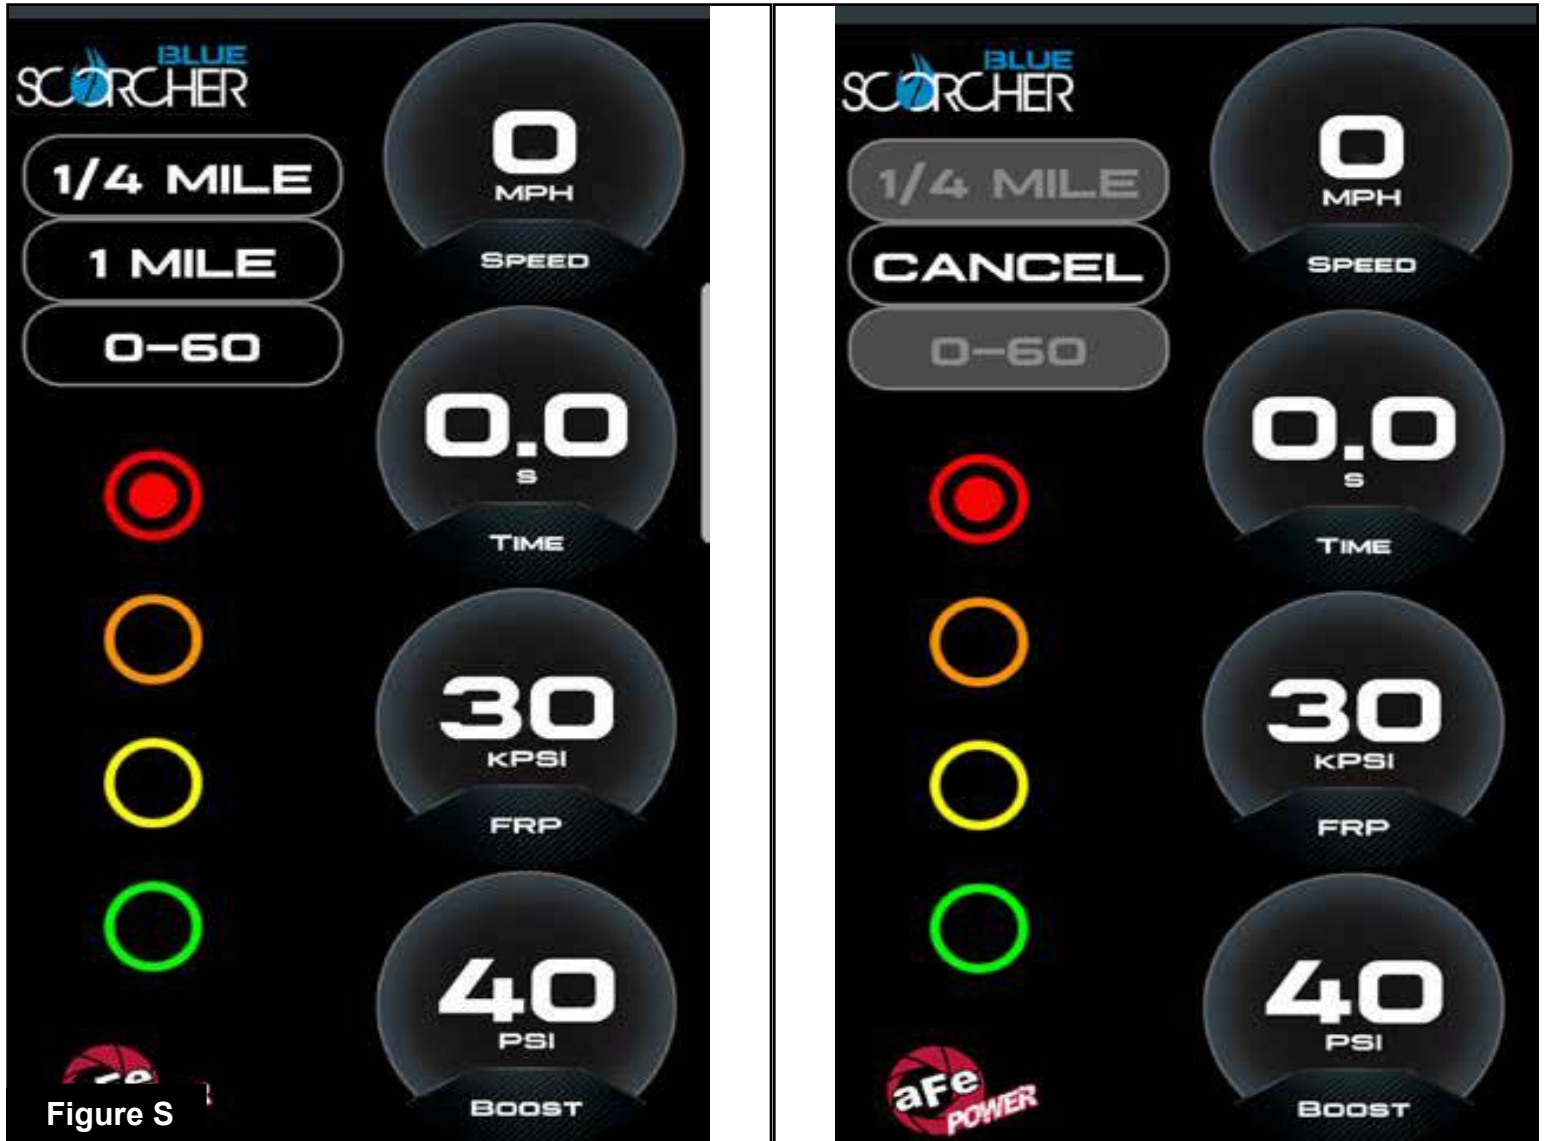 BLUE
SCORCHER
1/4 MILE
1 MILE
0-60
0
MPH
SPEED
0.0
S
TIME
30
KPSI
FRP
40
PSI
BOOST
Figure S
BLUE
SCORCHER
1/4 MILE
CANCEL
0-60
0
MPH
SPEED
0.0
S
TIME
30
KPSI
FRP
40
PSI
BOOST
aFe
POWER